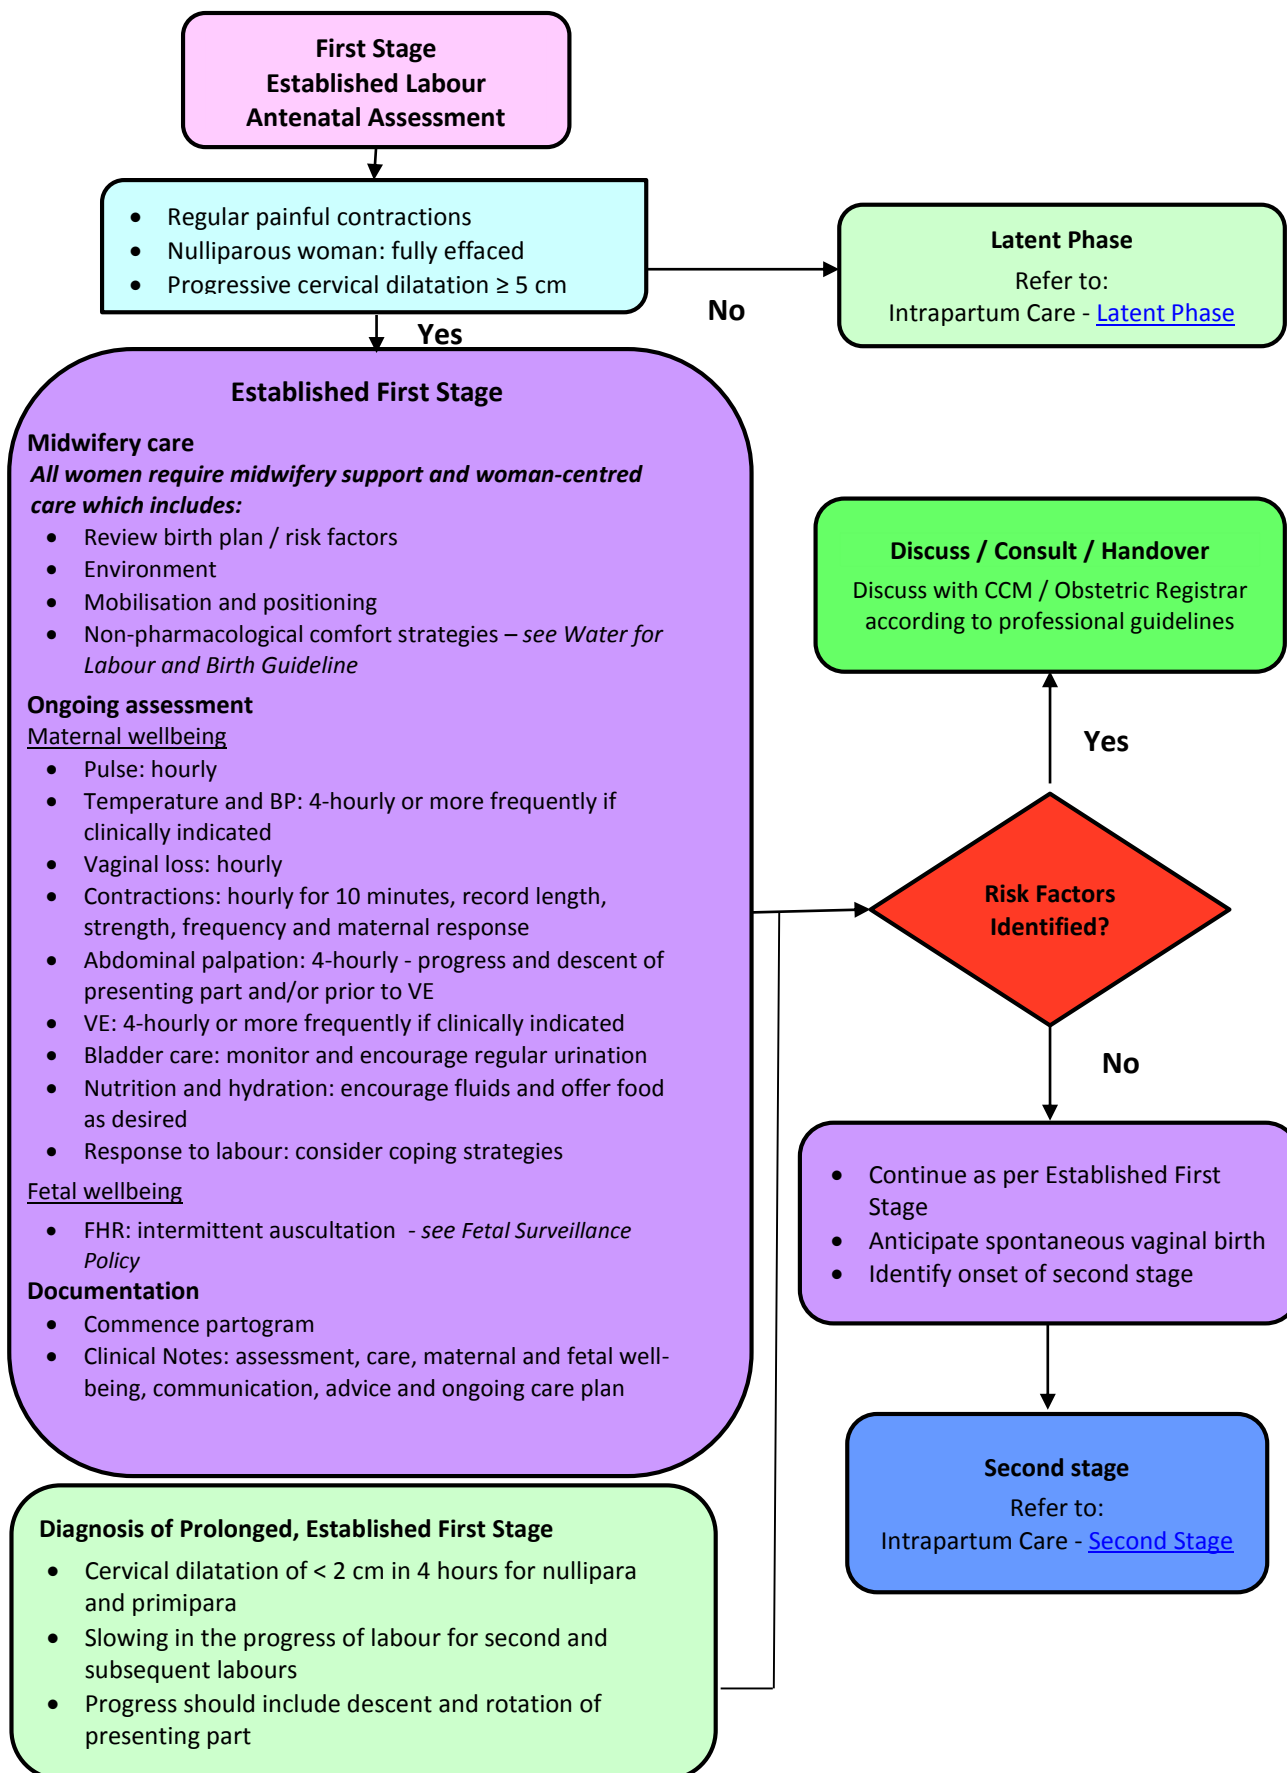 First Stage
Established Labour
Antenatal Assessment
• Regular painful contractions
• Nulliparous woman: fully effaced
• Progressive cervical dilatation ≥ 5 cm
No
Latent Phase
Refer to:
Intrapartum Care - Latent Phase
Yes
Established First Stage
Midwifery care
All women require midwifery support and woman-centred
care which includes:
• Review birth plan / risk factors
• Environment
• Mobilisation and positioning
• Non-pharmacological comfort strategies – see Water for
Labour and Birth Guideline
Ongoing assessment
Maternal wellbeing
• Pulse: hourly
• Temperature and BP: 4-hourly or more frequently if
clinically indicated
• Vaginal loss: hourly
• Contractions: hourly for 10 minutes, record length,
strength, frequency and maternal response
• Abdominal palpation: 4-hourly - progress and descent of
presenting part and/or prior to VE
• VE: 4-hourly or more frequently if clinically indicated
• Bladder care: monitor and encourage regular urination
• Nutrition and hydration: encourage fluids and offer food
as desired
• Response to labour: consider coping strategies
Fetal wellbeing
• FHR: intermittent auscultation - see Fetal Surveillance
Policy
Documentation
• Commence partogram
• Clinical Notes: assessment, care, maternal and fetal well-
being, communication, advice and ongoing care plan
Diagnosis of Prolonged, Established First Stage
• Cervical dilatation of < 2 cm in 4 hours for nullipara
and primipara
• Slowing in the progress of labour for second and
subsequent labours
• Progress should include descent and rotation of
presenting part
Discuss / Consult / Handover
Discuss with CCM / Obstetric Registrar
according to professional guidelines
Yes
Risk Factors
Identified?
No
• Continue as per Established First
Stage
• Anticipate spontaneous vaginal birth
• Identify onset of second stage
Second stage
Refer to:
Intrapartum Care - Second Stage